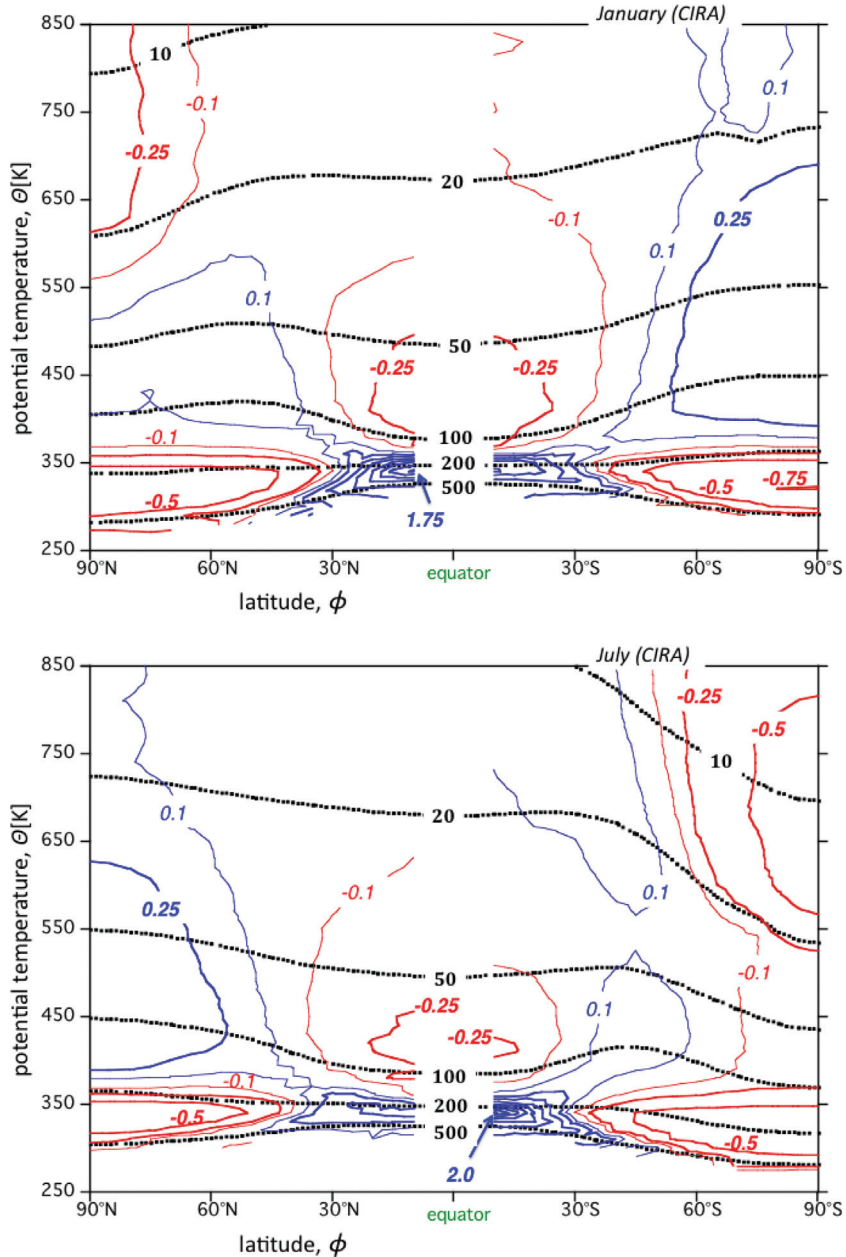 January (CIRA)
850
10
-0.1
0.1
750
-0.25
650
20
0.25
-0.1
550
0.1
0.1
50
450
-0.25
-0.25
100
-0.1
350
200
-0.5
-0.5
-0.75
500
1.75
250
90°N
60°N
30°N
equator
30°S
60°S
90°S
latitude, ϕ
potential temperature, Θ[K]
July (CIRA)
850
-0.25
-0.5
10
750
0.1
20
650
0.25
-0.1
0.1
550
50
-0.1
450
-0.25
0.1
-0.25
100
-0.1
350
200
-0.5
-0.5
500
2.0
250
90°N
60°N
30°N
equator
30°S
60°S
90°S
latitude, ϕ
potential temperature, Θ[K]